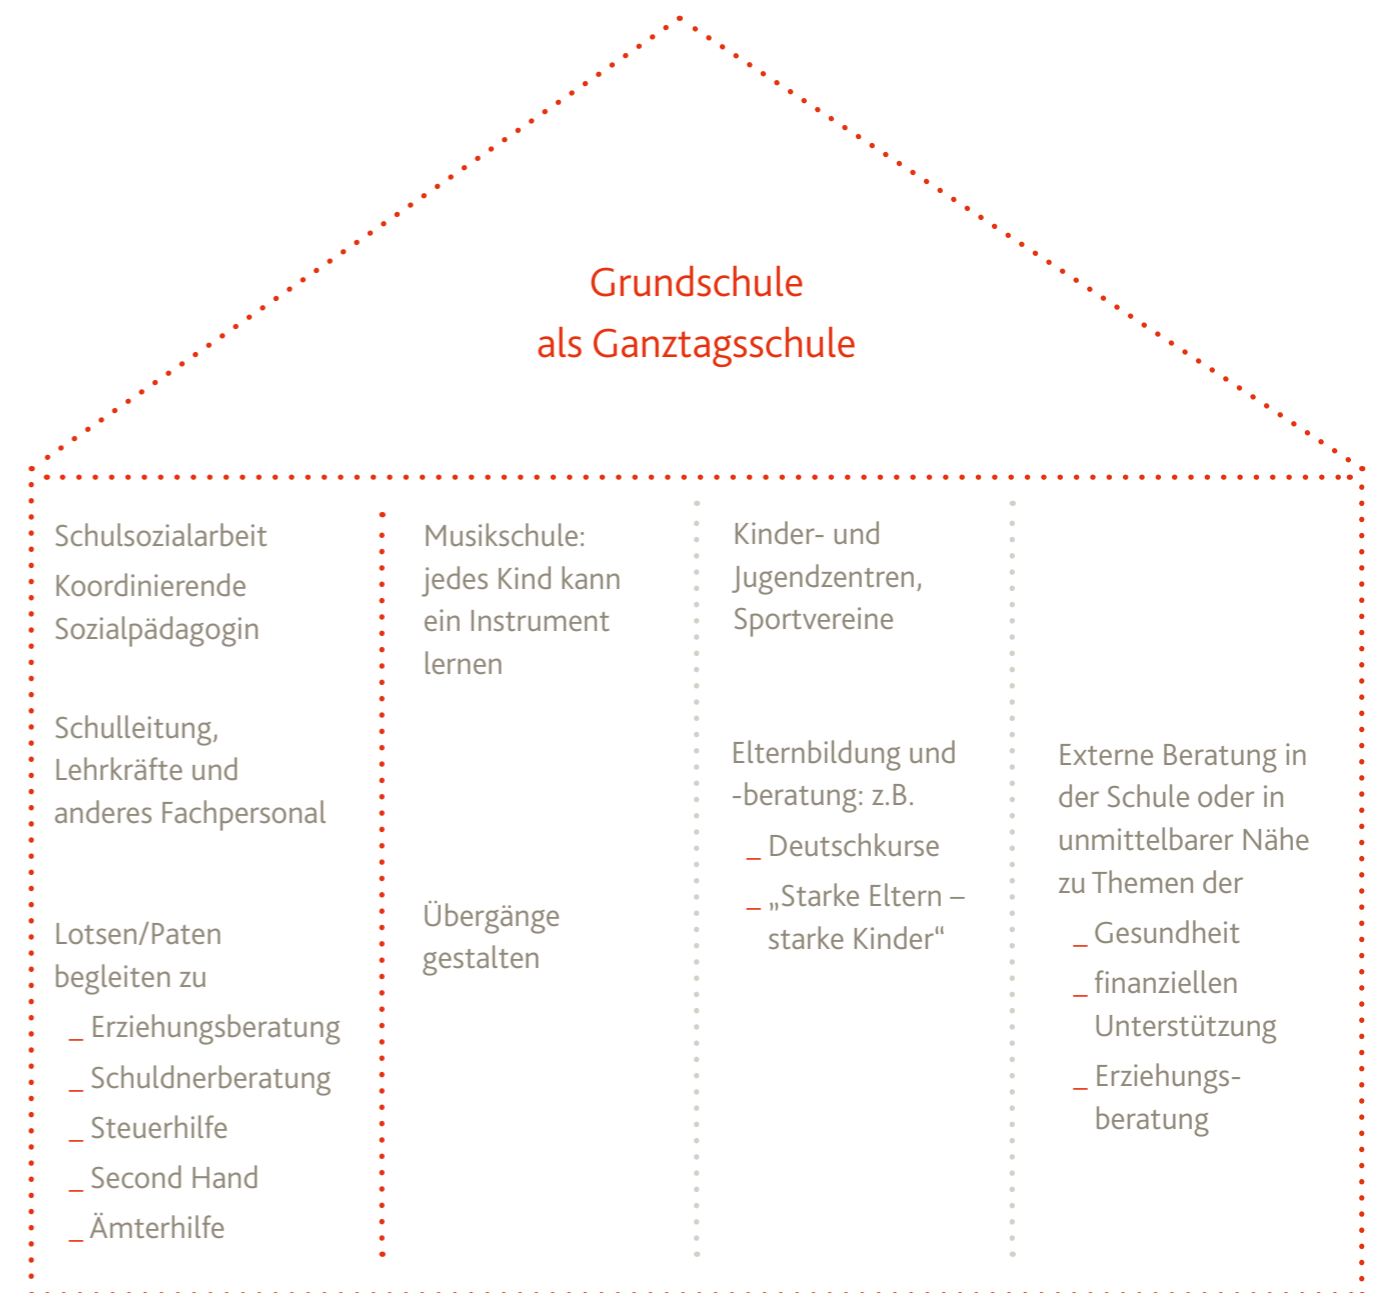 Grundschule
als Ganztagsschule
Schulsozialarbeit
Koordinierende
Sozialpädagogin
Schulleitung,
Lehrkräfte und
anderes Fachpersonal
Lotsen/Paten
begleiten zu
_ Erziehungsberatung
_ Schuldnerberatung
_ Steuerhilfe
_ Second Hand
_ Ämterhilfe
Musikschule:
jedes Kind kann
ein Instrument
lernen
Übergänge
gestalten
Kinder- und
Jugendzentren,
Sportvereine
Elternbildung und
-beratung: z.B.
_ Deutschkurse
_ „Starke Eltern –
starke Kinder“
Externe Beratung in
der Schule oder in
unmittelbarer Nähe
zu Themen der
_ Gesundheit
_ finanziellen
Unterstützung
_ Erziehungs-
beratung